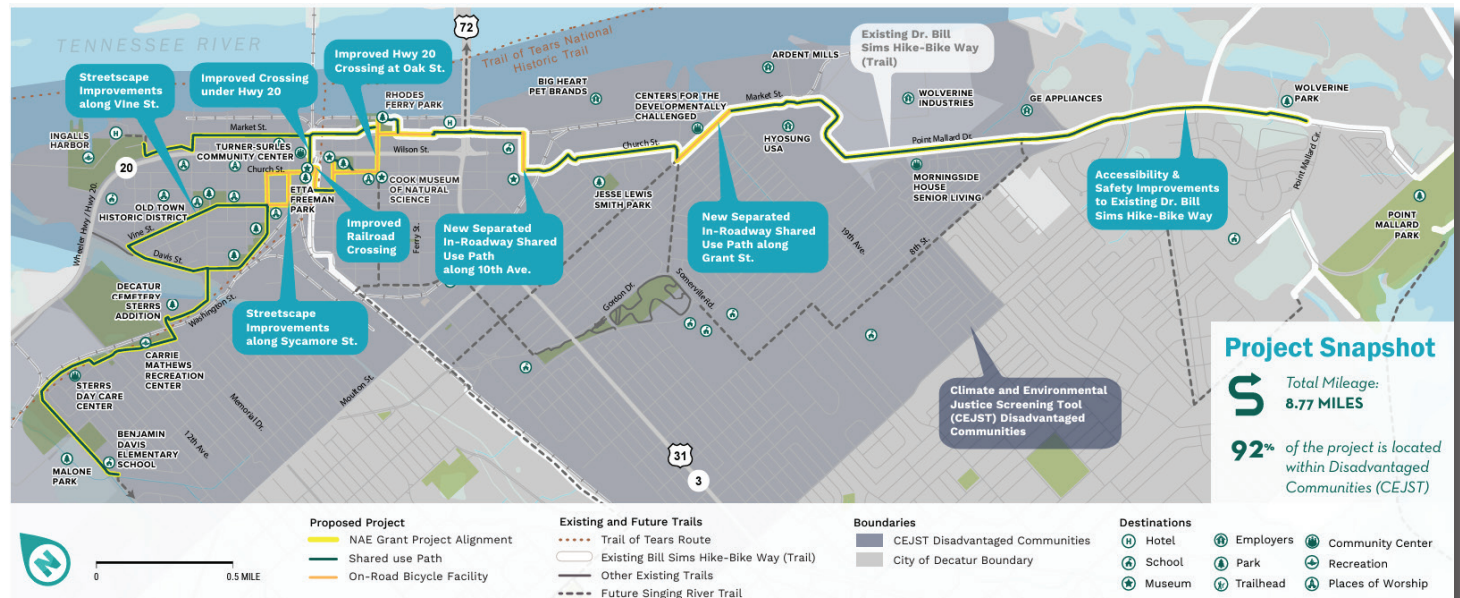 TENNESSEE RIVER
72
Trail of Tears National
Historic Trail
Streetscape
Improvements
along Vine St.
Improved Crossing
under Hwy 20
Improved Hwy 20
Crossing at Oak St.
RHODES
FERRY PARK
BIG HEART
PET BRANDS
ARDENT MILLS
CENTERS FOR THE
DEVELOPMENTALLY
CHALLENGED
Existing Dr. Bill
Sims Hike-Bike Way
(Trail)
WOLVERINE
INDUSTRIES
GE APPLIANCES
WOLVERINE
PARK
INGALLS
HARBOR
H
H
20
Market St.
TURNER-SURLES
COMMUNITY CENTER
Church St.
Wilson St.
Market St.
HYOSUNG
USA
Church St.
Point Mallard Dr.
Point Mallard Cir.
Wheeler Hwy / Hwy 20.
OLD TOWN
HISTORIC DISTRICT
ETTA
FREEMAN
PARK
COOK MUSEUM
OF NATURAL
SCIENCE
JESSE LEWIS
SMITH PARK
MORNINGSIDE
HOUSE
SENIOR LIVING
Accessibility &
Safety Improvements
to Existing Dr. Bill
Sims Hike-Bike Way
POINT
MALLARD
PARK
Vine St.
Davis St.
Improved
Railroad
Crossing
Ferry St.
New Separated
In-Roadway Shared
Use Path
along 10th Ave.
New Separated
In-Roadway Shared
Use Path along
Grant St.
19th Ave.
8th St.
DECATUR
CEMETERY
STERRS
ADDITION
Washington St.
Streetscape
Improvements
along Sycamore St.
Gordon Dr.
Somerville Rd.
CARRIE
MATHEWS
RECREATION
CENTER
STERRS
DAY CARE
CENTER
Memorial Dr.
Moulton St.
12th Ave.
BENJAMIN
DAVIS
ELEMENTARY
SCHOOL
MALONE
PARK
31
3
Climate and Environmental
Justice Screening Tool
(CEJST) Disadvantaged
Communities
Project Snapshot
Total Mileage:
8.77 MILES
92% of the project is located
within Disadvantaged
Communities (CEJST)
N
0 0.5 MILE
Proposed Project
NAE Grant Project Alignment
Shared use Path
On-Road Bicycle Facility
Existing and Future Trails
Trail of Tears Route
Existing Bill Sims Hike-Bike Way (Trail)
Other Existing Trails
Future Singing River Trail
Boundaries
CEJST Disadvantaged Communities
City of Decatur Boundary
Destinations
H Hotel
School
Museum
Employers
Park
Trailhead
Community Center
Recreation
Places of Worship